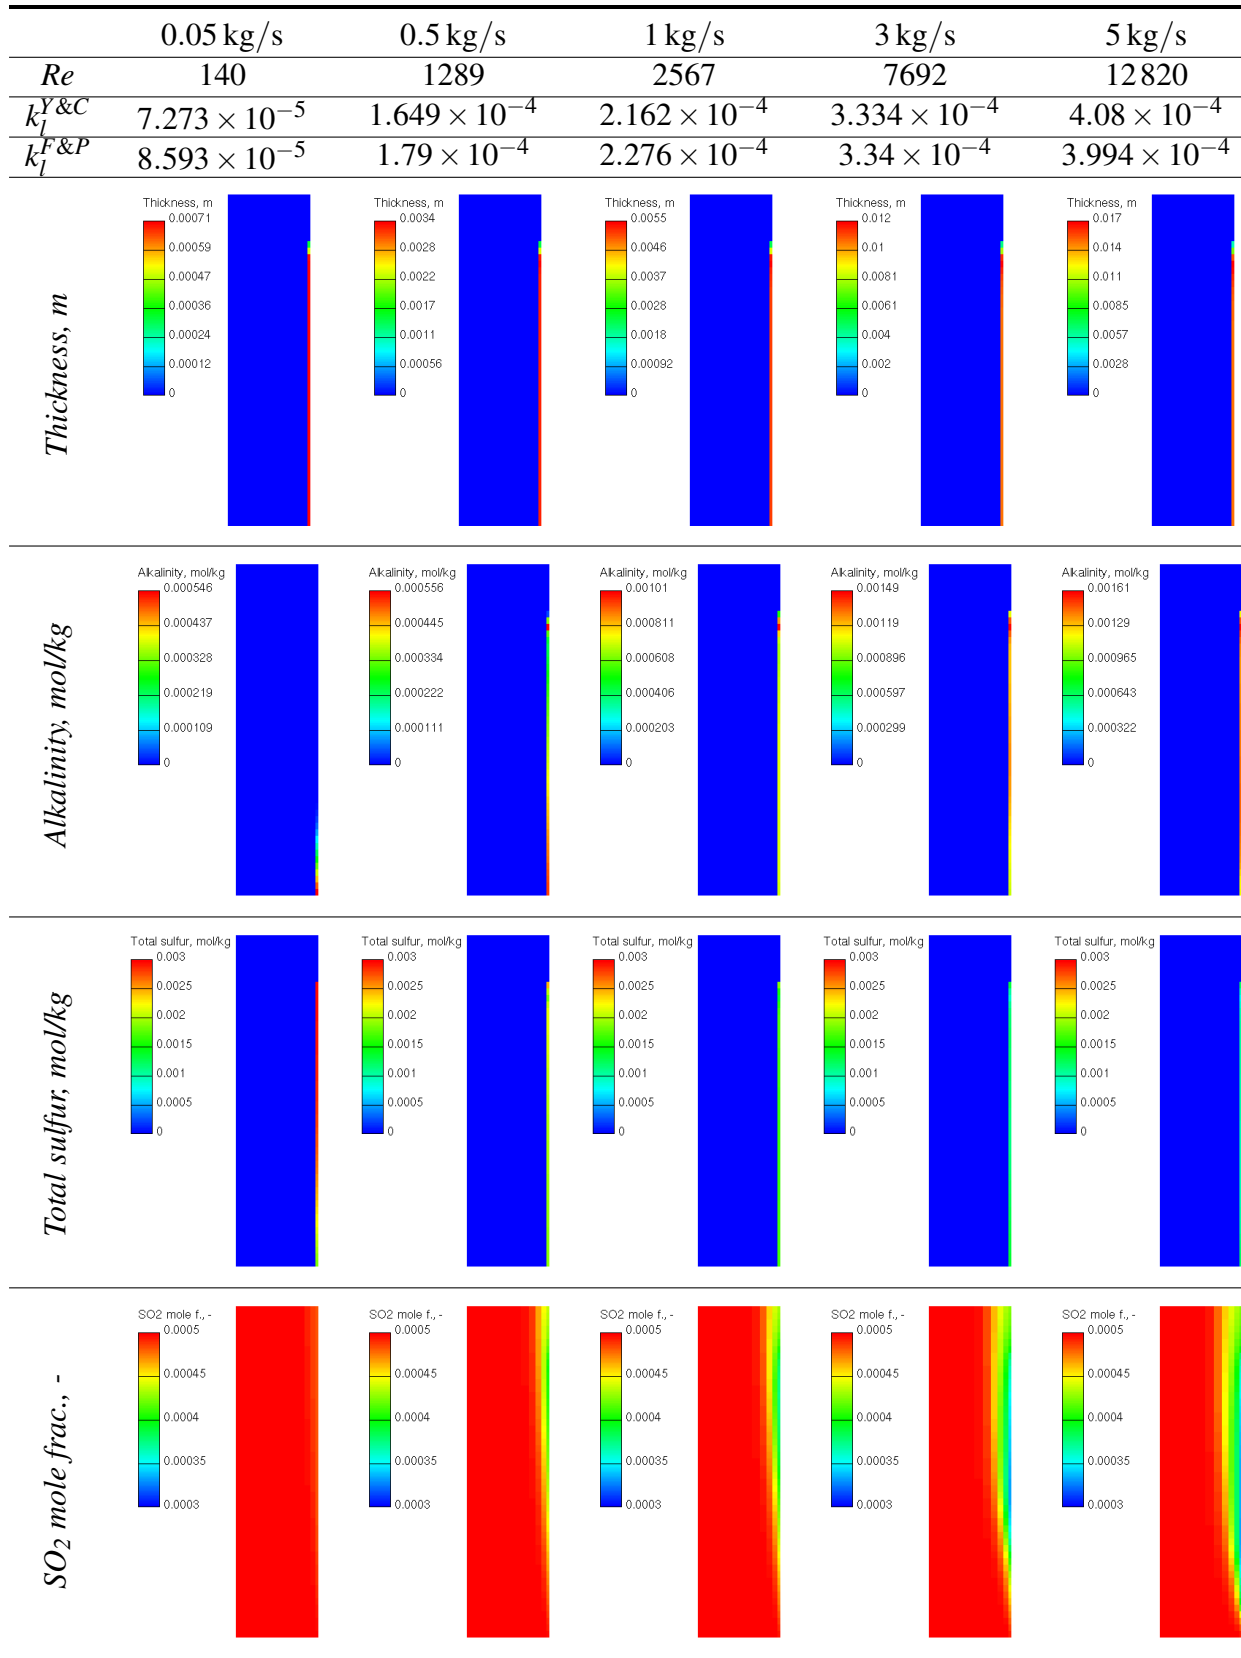 0.05 kg/s 0.5 kg/s 1 kg/s 3 kg/s 5 kg/s
Re 140 1289 2567 7692 12 820
k_l^{Y&C} 7.273 × 10⁻⁵ 1.649 × 10⁻⁴ 2.162 × 10⁻⁴ 3.334 × 10⁻⁴ 4.08 × 10⁻⁴
k_l^{F&P} 8.593 × 10⁻⁵ 1.79 × 10⁻⁴ 2.276 × 10⁻⁴ 3.34 × 10⁻⁴ 3.994 × 10⁻⁴
Thickness, m
Thickness, m Thickness, m Thickness, m Thickness, m Thickness, m
0.00071 0.0034 0.0055 0.012 0.017
0.00059 0.0028 0.0046 0.01 0.014
0.00047 0.0022 0.0037 0.0081 0.011
0.00036 0.0017 0.0028 0.0061 0.0085
0.00024 0.0011 0.0018 0.004 0.0057
0.00012 0.00056 0.00092 0.002 0.0028
0 0 0 0 0
Alkalinity, mol/kg
Alkalinity, mol/kg Alkalinity, mol/kg Alkalinity, mol/kg Alkalinity, mol/kg Alkalinity, mol/kg
0.000546 0.000556 0.00101 0.00149 0.00161
0.000437 0.000445 0.000811 0.00119 0.00129
0.000328 0.000334 0.000608 0.000896 0.000965
0.000219 0.000222 0.000406 0.000597 0.000643
0.000109 0.000111 0.000203 0.000299 0.000322
0 0 0 0 0
Total sulfur, mol/kg
Total sulfur, mol/kg Total sulfur, mol/kg Total sulfur, mol/kg Total sulfur, mol/kg Total sulfur, mol/kg
0.003 0.003 0.003 0.003 0.003
0.0025 0.0025 0.0025 0.0025 0.0025
0.002 0.002 0.002 0.002 0.002
0.0015 0.0015 0.0015 0.0015 0.0015
0.001 0.001 0.001 0.001 0.001
0.0005 0.0005 0.0005 0.0005 0.0005
0 0 0 0 0
SO₂ mole frac., -
SO2 mole f., - SO2 mole f., - SO2 mole f., - SO2 mole f., - SO2 mole f., -
0.0005 0.0005 0.0005 0.0005 0.0005
0.00045 0.00045 0.00045 0.00045 0.00045
0.0004 0.0004 0.0004 0.0004 0.0004
0.00035 0.00035 0.00035 0.00035 0.00035
0.0003 0.0003 0.0003 0.0003 0.0003